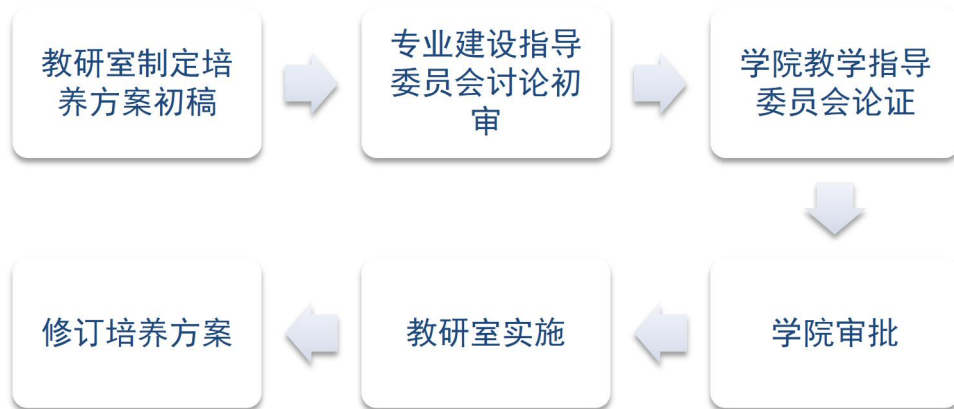 教研室制定培
养方案初稿
专业建设指导
委员会讨论初
审
学院教学指导
委员会论证
学院审批
教研室实施
修订培养方案